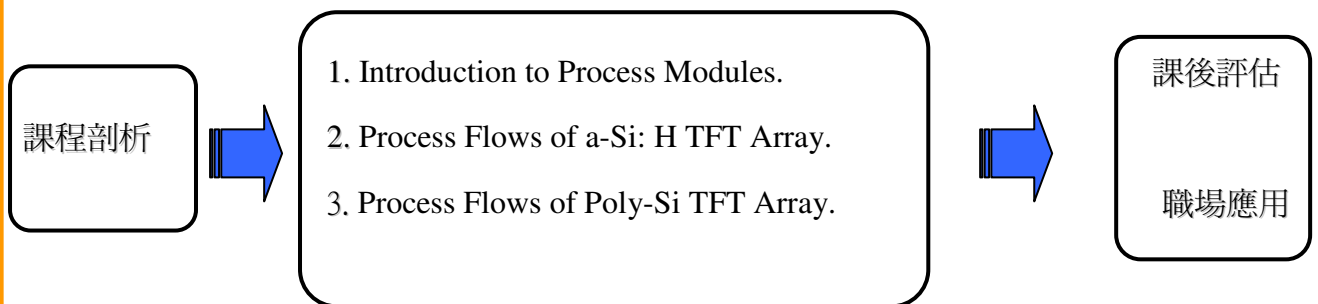 課程剖析
1. Introduction to Process Modules.
2. Process Flows of a-Si: H TFT Array.
3. Process Flows of Poly-Si TFT Array.
課後評估
職場應用